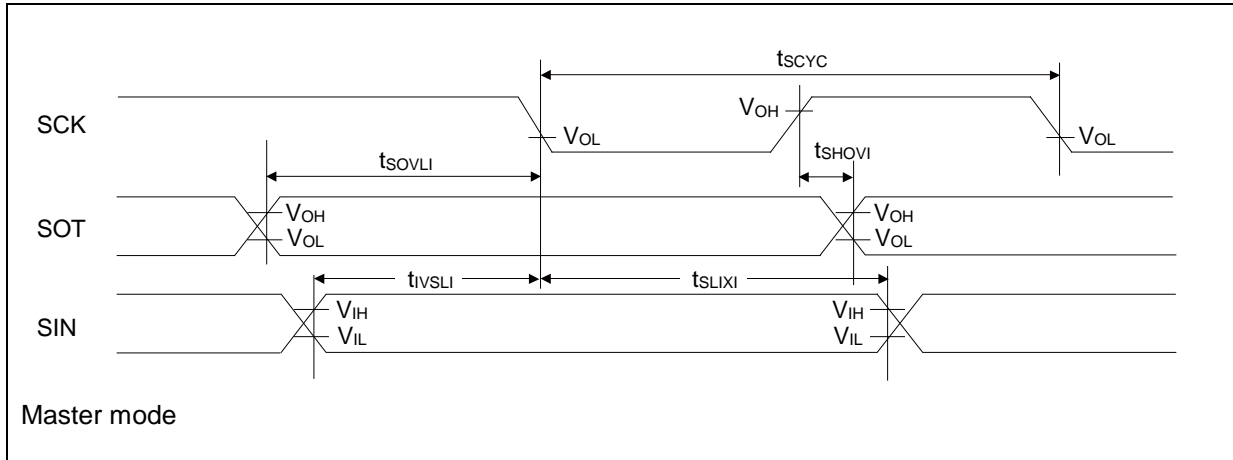 tSCYC
SCK
VOH
VOL
VOL
tSHOVI
tSOVLI
SOT
VOH
VOL
VOH
VOL
tIVSLI
tSLIXI
SIN
VIH
VIL
VIH
VIL
Master mode